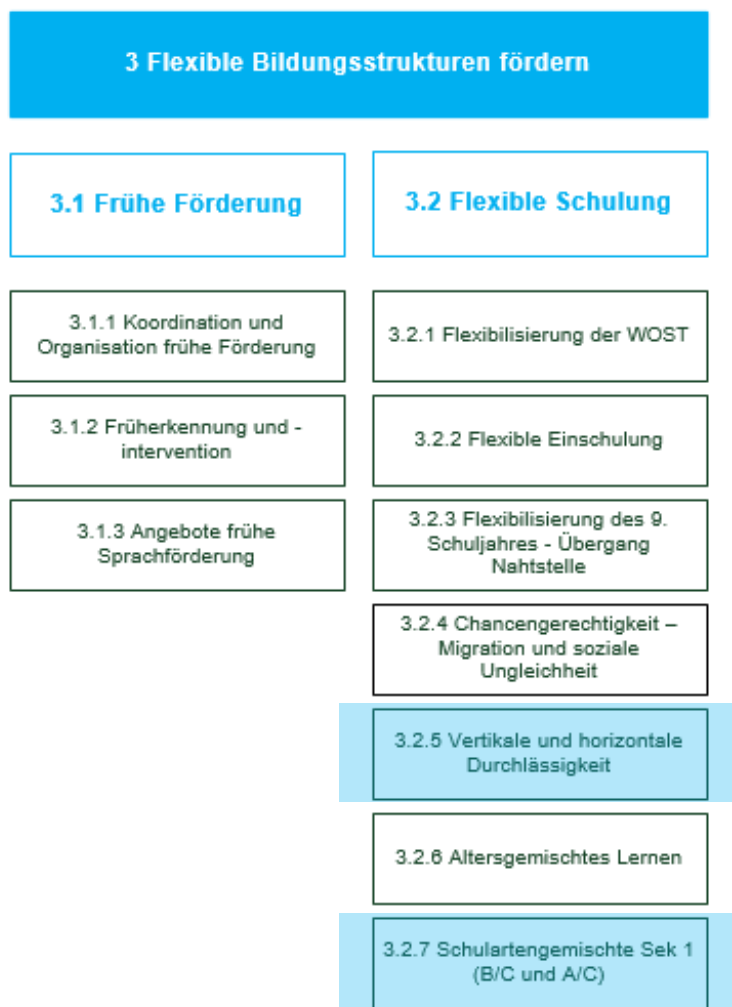 3 Flexible Bildungsstrukturen fördern
3.1 Frühe Förderung
3.1.1 Koordination und
Organisation frühe Förderung
3.1.2 Früherkennung und -
intervention
3.1.3 Angebote frühe
Sprachförderung
3.2 Flexible Schulung
3.2.1 Flexibilisierung der WOST
3.2.2 Flexible Einschulung
3.2.3 Flexibilisierung des 9.
Schuljahres - Übergang
Nahtstelle
3.2.4 Chancengerechtigkeit –
Migration und soziale
Ungleichheit
3.2.5 Vertikale und horizontale
Durchlässigkeit
3.2.6 Altersgemischtes Lernen
3.2.7 Schulartengemischte Sek 1
(B/C und A/C)